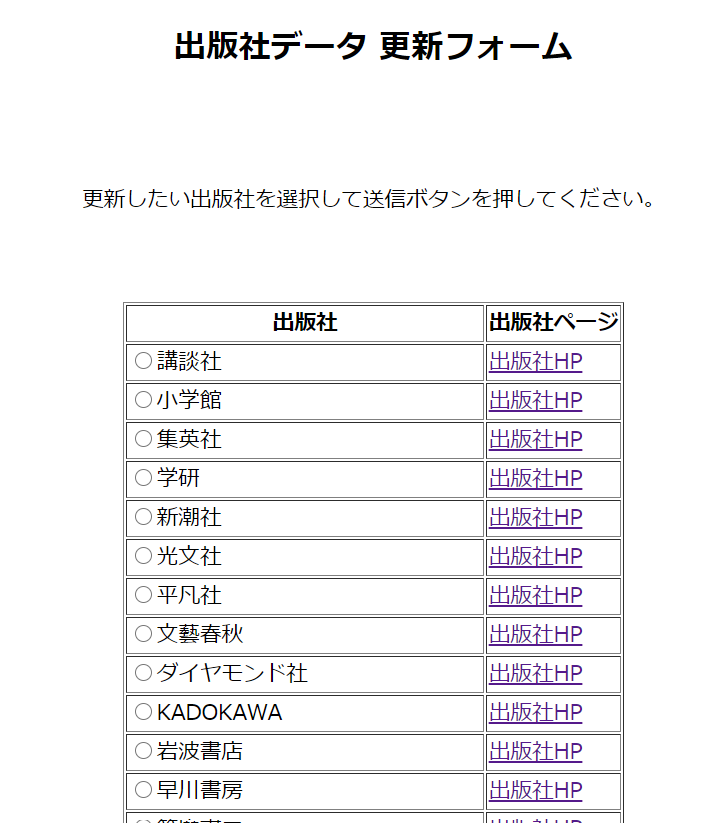 出版社データ 更新フォーム
更新したい出版社を選択して送信ボタンを押してください。
出版社 出版社ページ
講談社 出版社HP
小学館 出版社HP
集英社 出版社HP
学研 出版社HP
新潮社 出版社HP
光文社 出版社HP
平凡社 出版社HP
文藝春秋 出版社HP
ダイヤモンド社 出版社HP
KADOKAWA 出版社HP
岩波書店 出版社HP
早川書房 出版社HP